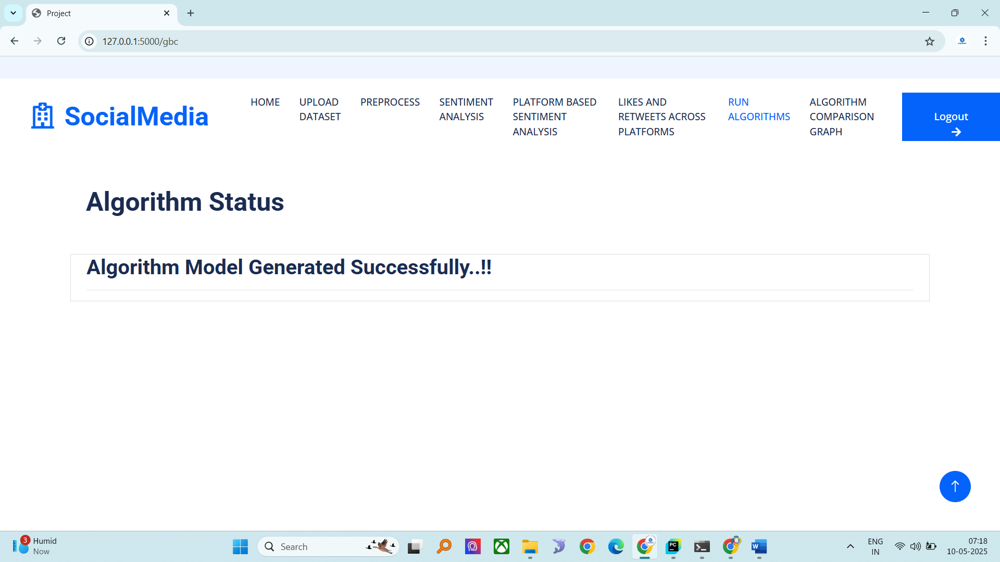 Project
127.0.0.1:5000/gbc
SocialMedia
HOME
UPLOAD
DATASET
PREPROCESS
SENTIMENT
ANALYSIS
PLATFORM BASED
SENTIMENT
ANALYSIS
LIKES AND
RETWEETS ACROSS
PLATFORMS
RUN
ALGORITHMS
ALGORITHM
COMPARISON
GRAPH
Logout
Algorithm Status
Algorithm Model Generated Successfully..!!
3
Humid
Now
Search
PC
W
ENG
IN
07:18
10-05-2025